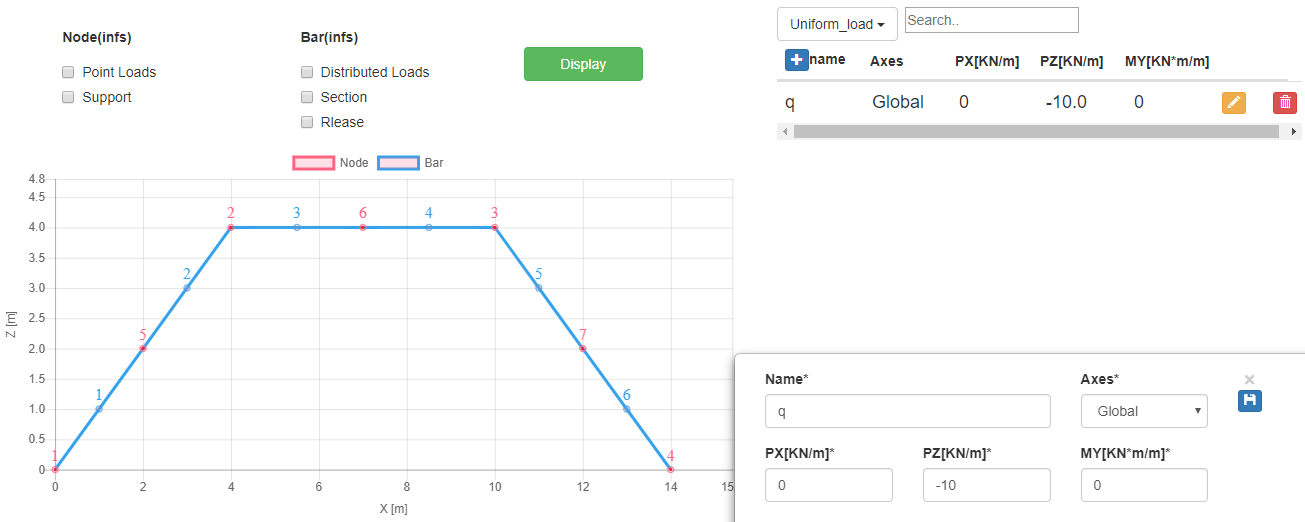 Node(infs)
Point Loads
Support
Bar(infs)
Distributed Loads
Section
Rlease
Display
Uniform_load
Search..
name Axes PX[KN/m] PZ[KN/m] MY[KN*m/m]
q Global 0 -10.0 0
Node Bar
4.8
4.5
4.0
3.5
3.0
2.5
2.0
1.5
1.0
0.5
0
Z [m]
2 3 6 4 3
2 5
5 7
1 6
1 4
0 2 4 6 8 10 12 14 15
X [m]
Name* Axes*
q Global
PX[KN/m]* PZ[KN/m]* MY[KN*m/m]*
0 -10 0